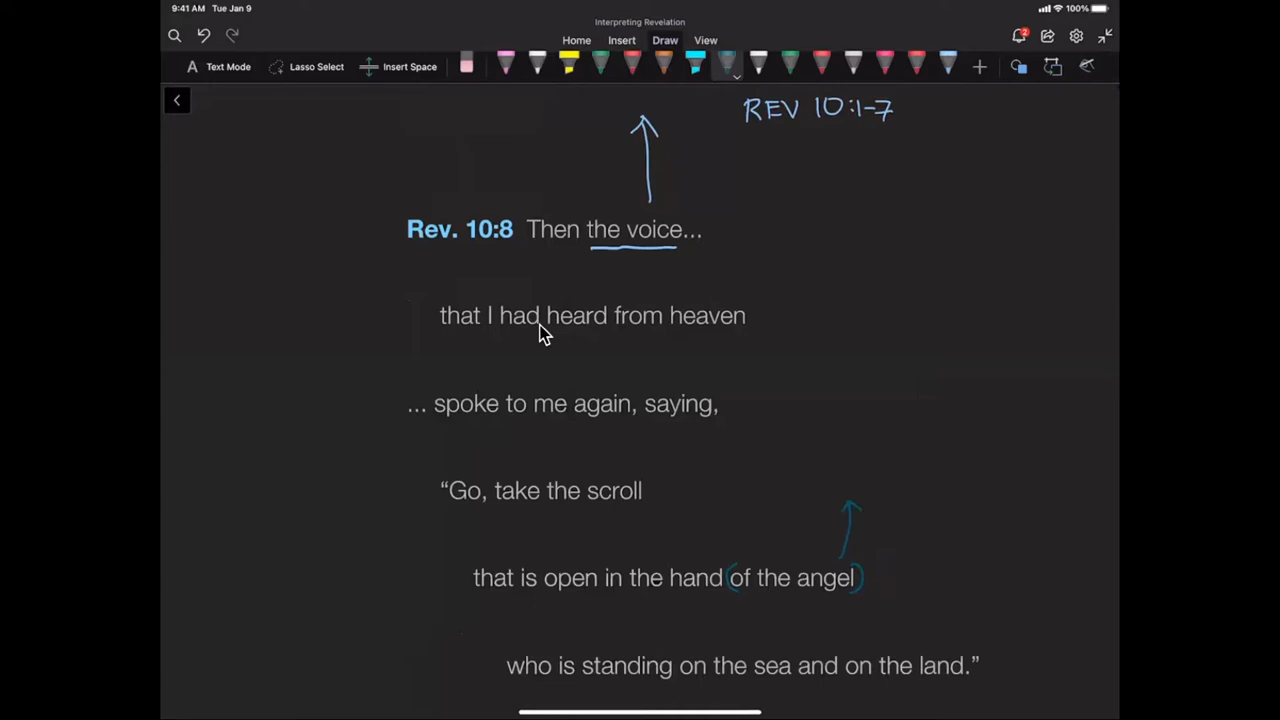 9:41 AM Tue Jan 9
100%
Interpreting Revelation
Home Insert Draw View
2
Text Mode Lasso Select Insert Space
REV 10:1-7
Rev. 10:8 Then the voice...
that I had heard from heaven
... spoke to me again, saying,
“Go, take the scroll
that is open in the hand (of the angel)
who is standing on the sea and on the land.”